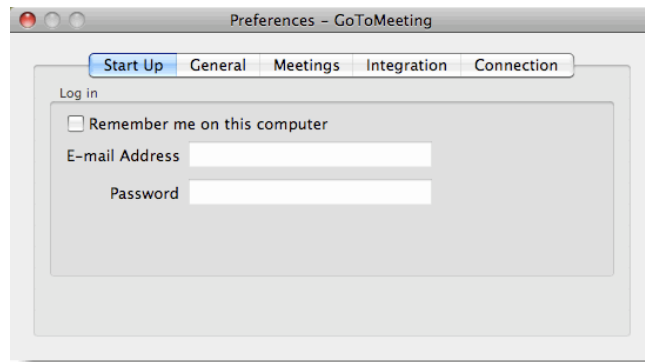 Preferences – GoToMeeting
Start Up General Meetings Integration Connection
Log in
Remember me on this computer
E-mail Address
Password